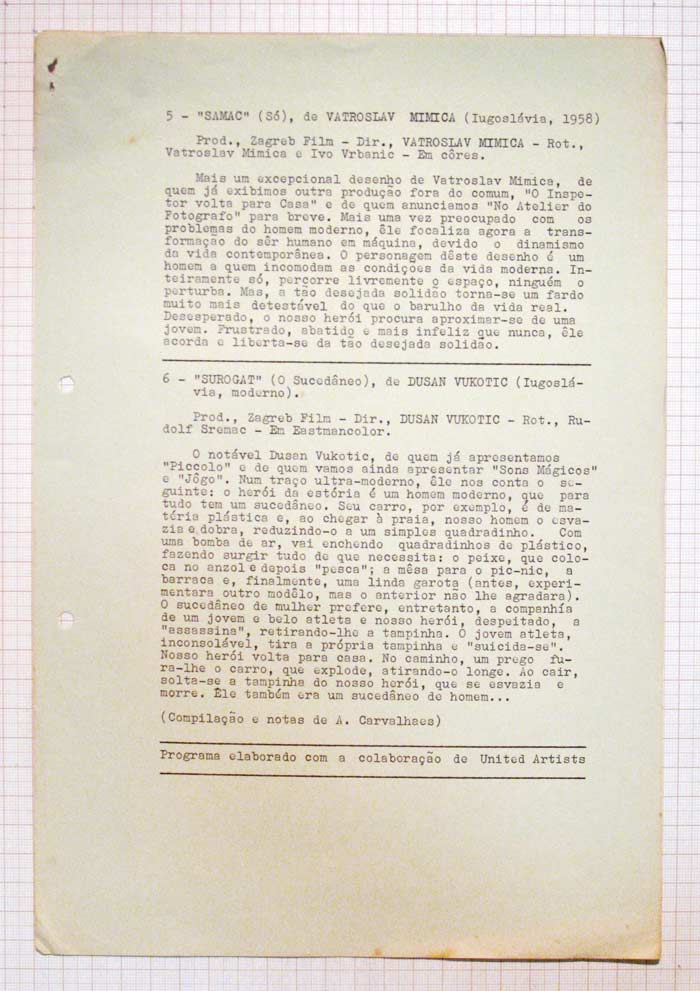 5 - "SAMAC" (Só), de VATROSLAV MIMICA (Iugoslávia, 1958)
Prod., Zagreb Film - Dir., VATROSLAV MIMICA - Rot.,
Vatroslav Mimica e Ivo Vrbanic - Em côres.
Mais um excepcional desenho de Vatroslav Mimica, de
quem já exibimos outra produção fora do comum, "O Inspe-
tor volta para Casa" e de quem anunciamos "No Atelier do
Fotografo" para breve. Mais uma vez preocupado com os
problemas do homem moderno, êle focaliza agora a trans-
formação do sêr humano em máquina, devido o dinamismo
da vida contemporânea. O personagem dêste desenho é um
homem a quem incomodam as condições da vida moderna. In-
teiramente só, percorre livremente o espaço, ninguém o
perturba. Mas, a tão desejada solidão torna-se um fardo
muito mais detestável do que o barulho da vida real.
Desesperado, o nosso herói procura aproximar-se de uma
jovem. Frustrado, abatido e mais infeliz que nunca, êle
acorda e liberta-se da tão desejada solidão.
6 - "SUROGAT" (O Sucedâneo), de DUSAN VUKOTIC (Iugoslá-
via, moderno).
Prod., Zagreb Film - Dir., DUSAN VUKOTIC - Rot., Ru-
dolf Sremac - Em Eastmancolor.
O notável Dusan Vukotic, de quem já apresentamos
"Piccolo" e de quem vamos ainda apresentar "Sons Mágicos"
e "Jôgo". Num traço ultra-moderno, êle nos conta o se-
guinte: o herói da estória é um homem moderno, que para
tudo tem um sucedâneo. Seu carro, por exemplo, é de ma-
téria plástica e, ao chegar à praia, nosso homem o esva-
zia e dobra, reduzindo-o a um simples quadradinho. Com
uma bomba de ar, vai enchendo quadradinhos de plástico,
fazendo surgir tudo de que necessita: o peixe, que colo-
ca no anzol e depois "pesca"; a mêsa para o pic-nic, a
barraca e, finalmente, uma linda garota (antes, experi-
mentara outro modêlo, mas o anterior não lhe agradara).
O sucedâneo de mulher prefere, entretanto, a companhia
de um jovem e belo atleta e nosso herói, despeitado, a
"assassina", retirando-lhe a tampinha. O jovem atleta,
inconsolável, tira a própria tampinha e "suicida-se".
Nosso herói volta para casa. No caminho, um prego fu-
ra-lhe o carro, que explode, atirando-o longe. Ao cair,
solta-se a tampinha do nosso herói, que se esvazia e
morre. Êle também era um sucedâneo de homem...
(Compilação e notas de A. Carvalhaes)
Programa elaborado com a colaboração de United Artists